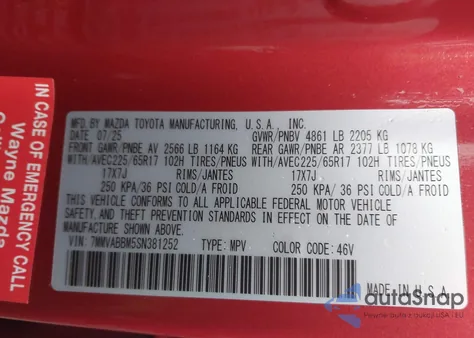 IN CASE OF EMERGENCY CALL
Wayne Mazda
MFD. BY MAZDA TOYOTA MANUFACTURING, U.S.A., INC.
DATE 07/25 GVWR/PNBV 4861 LB 2205 KG
FRONT GAWR/PNBE AV 2566 LB 1164 KG REAR GAWR/PNBE AR 2377 LB 1078 KG
WITH/AVEC225/65R17 102H TIRES/PNEUS WITH/AVEC225/65R17 102H TIRES/PNEUS
17X7J RIMS/JANTES 17X7J RIMS/JANTES
250 KPA/36 PSI COLD/A FROID 250 KPA/ 36 PSI COLD/A FROID
THIS VEHICLE CONFORMS TO ALL APPLICABLE FEDERAL MOTOR VEHICLE
SAFETY, AND THEFT PREVENTION STANDARDS IN EFFECT ON THE DATE OF
MANUFACTURE SHOWN ABOVE.
VIN: 7MMVABBM5SN381252 TYPE: MPV COLOR CODE: 46V
MADE IN U.S.A.
autoSnap